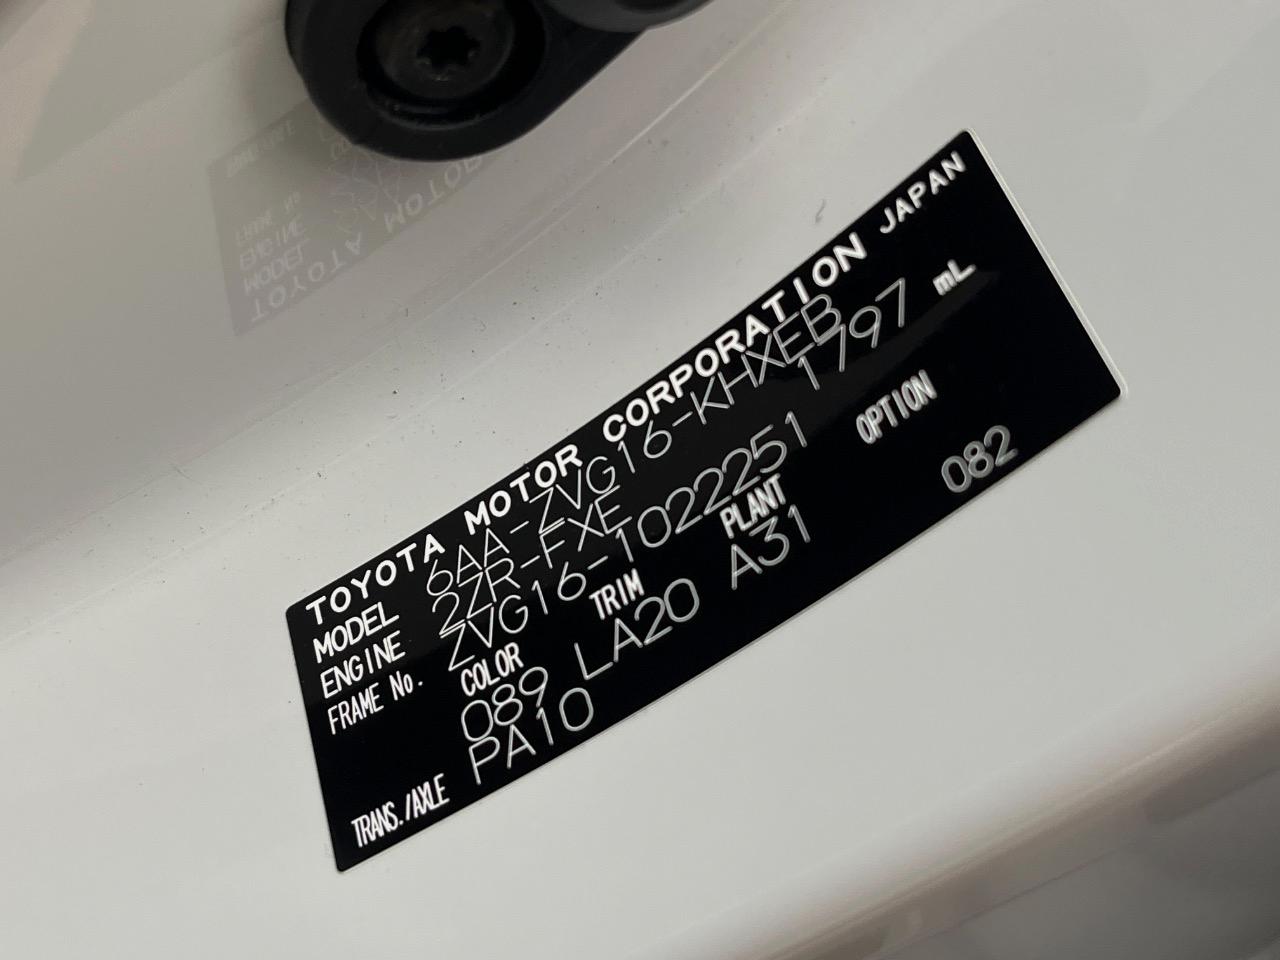 TOYOTA MOTOR CORPORATION JAPAN
MODEL 6AA-ZVG16-KHXEB
ENGINE 2ZR-FXE 1797 mL
FRAME No. ZVG16-1022251
COLOR TRIM PLANT OPTION
089 LA20 A31 082
TRANS./AXLE PA10